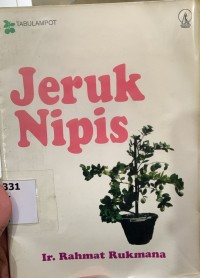 TABULAMPOT
Jeruk
Nipis
331
Ir. Rahmat Rukmana